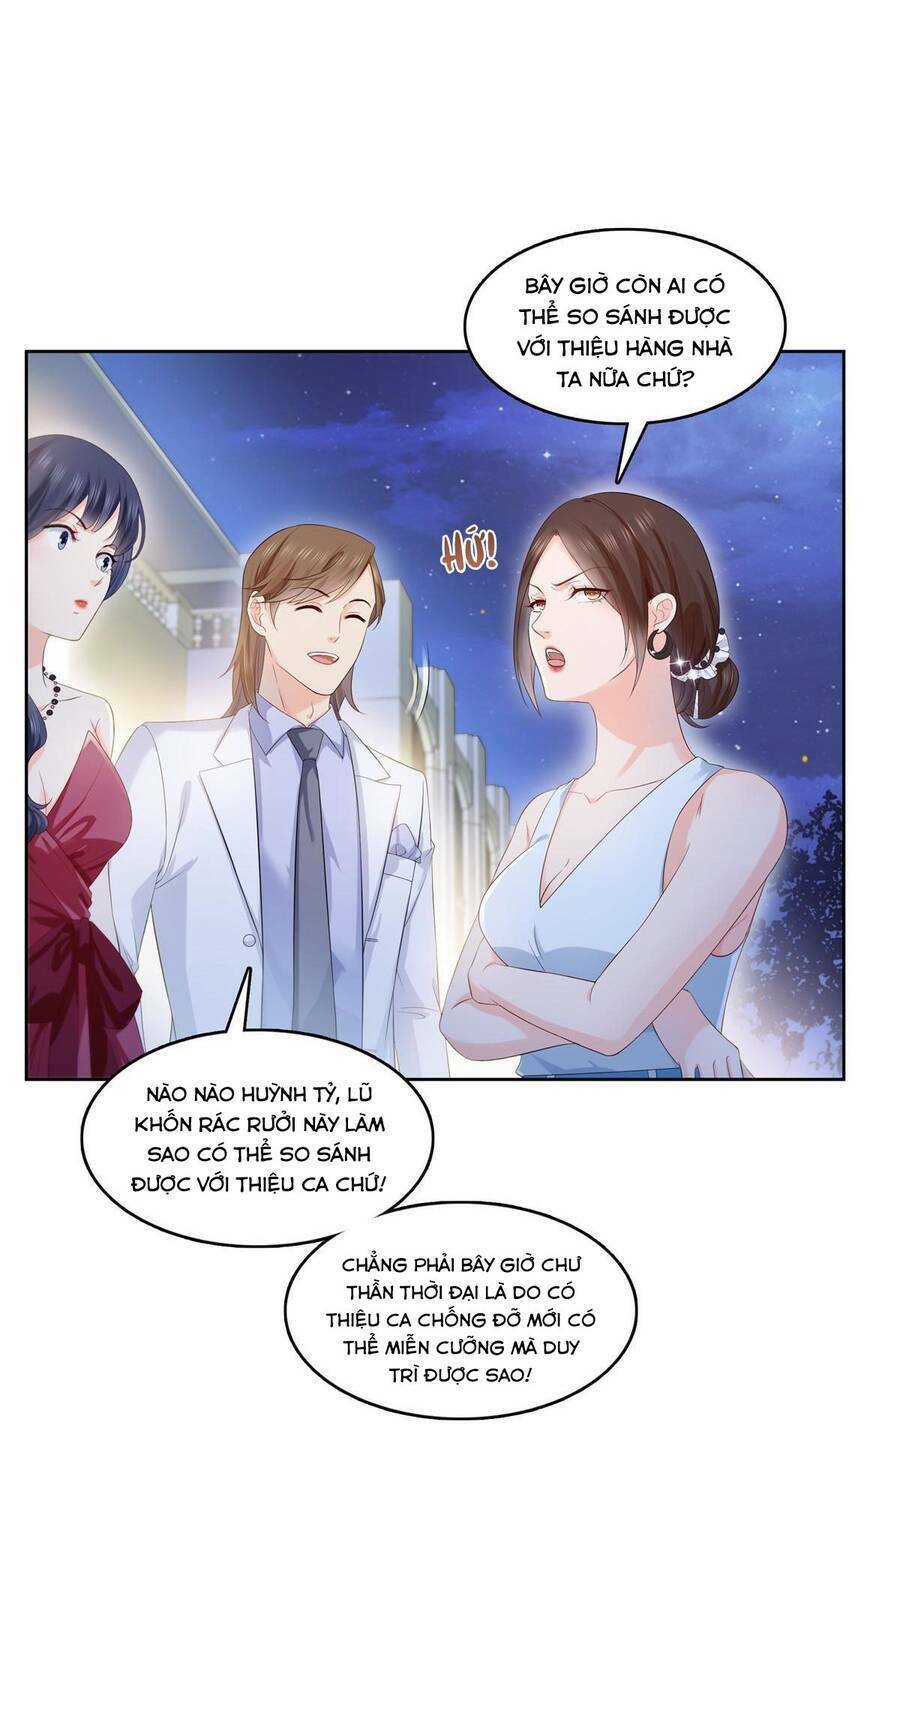 BÂY GIỜ CÒN AI CÓ
THỂ SO SÁNH ĐƯỢC
VỚI THIỆU HÀNG NHÀ
TA NỮA CHỨ?
HỨ!
NÀO NÀO HUỲNH TỶ, LŨ
KHỐN RÁC RƯỞI NÀY LÀM
SAO CÓ THỂ SO SÁNH
ĐƯỢC VỚI THIỆU CA CHỨ!
CHẲNG PHẢI BÂY GIỜ CHƯ
THẦN THỜI ĐẠI LÀ DO CÓ
THIỆU CA CHỐNG ĐỠ MỚI CÓ
THỂ MIỄN CƯỠNG MÀ DUY
TRÌ ĐƯỢC SAO!